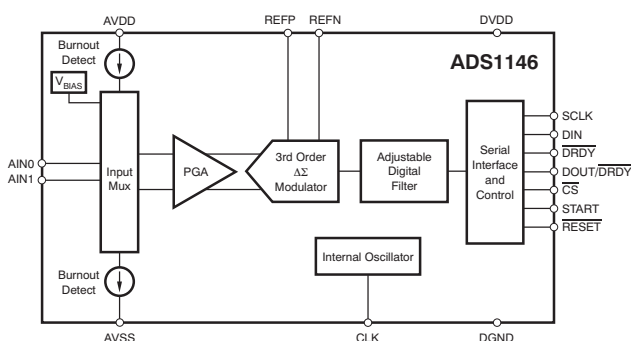 AVDD
REFP REFN
DVDD
Burnout
Detect
ADS1146
VBIAS
SCLK
DIN
DRDY
DOUT/DRDY
CS
START
RESET
AIN0
AIN1
Input
Mux
PGA
3rd Order
ΔΣ
Modulator
Adjustable
Digital
Filter
Serial
Interface
and
Control
Internal Oscillator
Burnout
Detect
AVSS
CLK
DGND